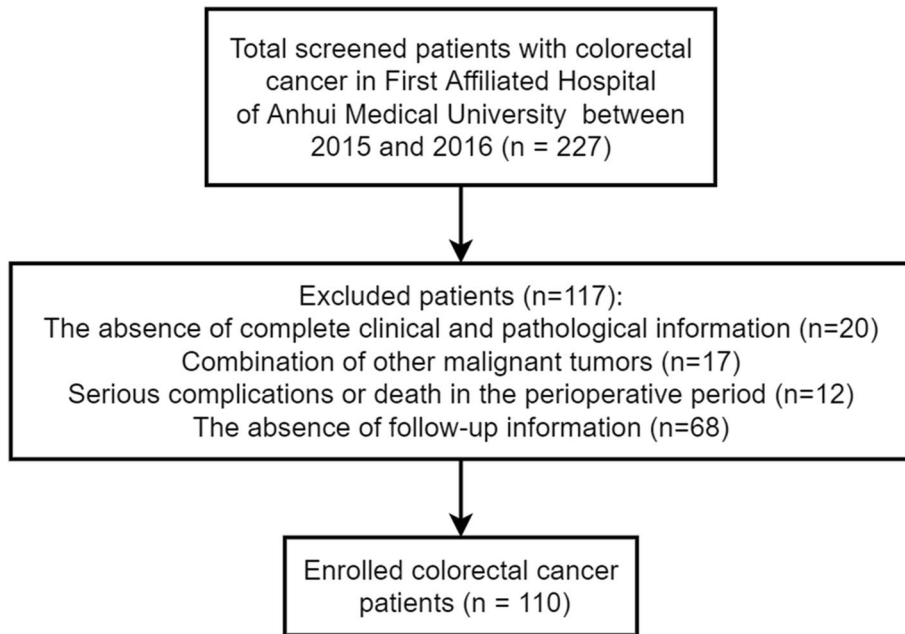 Total screened patients with colorectal
cancer in First Affiliated Hospital
of Anhui Medical University between
2015 and 2016 (n = 227)
Excluded patients (n=117):
The absence of complete clinical and pathological information (n=20)
Combination of other malignant tumors (n=17)
Serious complications or death in the perioperative period (n=12)
The absence of follow-up information (n=68)
Enrolled colorectal cancer
patients (n = 110)